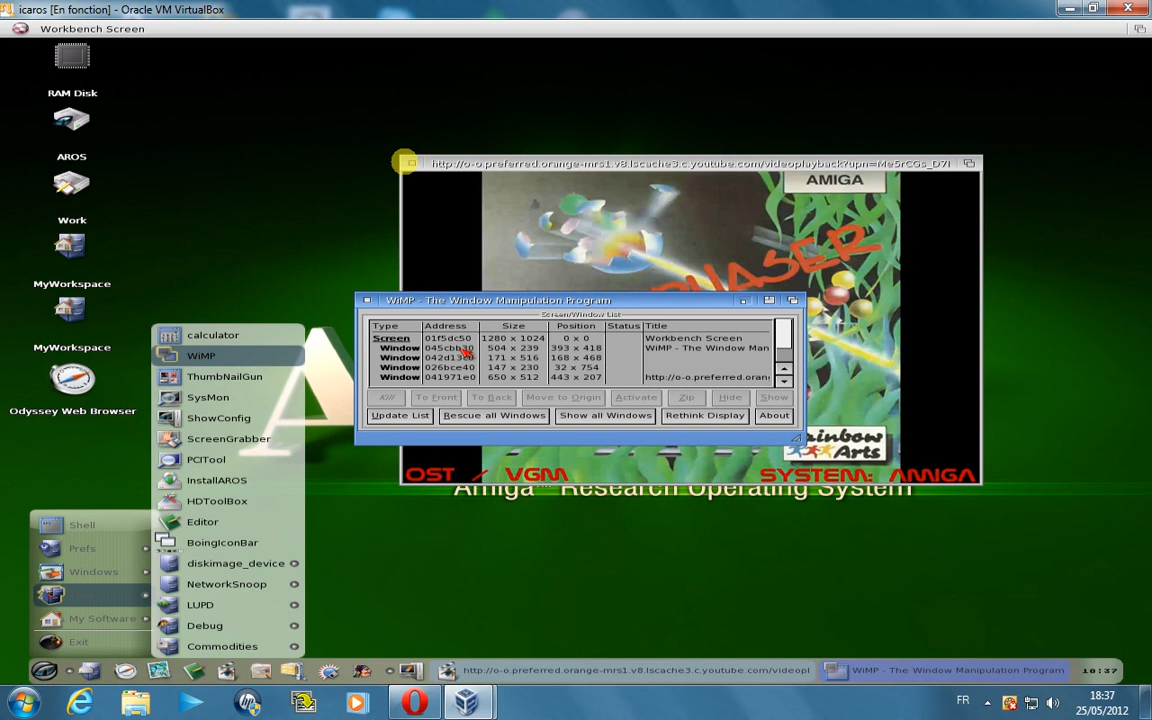 icaros [En fonction] - Oracle VM VirtualBox
Workbench Screen
RAM Disk
AROS
Work
MyWorkspace
MyWorkspace
Odyssey Web Browser
http://o-o.preferred.orange-mrs1.v8.lscache3.c.youtube.com/videoplayback?upn=Me5rCGs_D7I
AMIGA
WiMP - The Window Manipulation Program
Screen/Window List
Type Address Size Position Status Title
Screen 01f5dc50 1280 x 1024 0 x 0 Workbench Screen
Window 045cbb30 504 x 239 393 x 418 WiMP - The Window Man
Window 171 x 516 168 x 468
Window 026bce40 147 x 230 32 x 754
Window 041971e0 650 x 512 443 x 207 http://o-o.preferred.oran
Kill To Front To Back Move to Origin Activate Zip Hide Show
Update List Rescue all Windows Show all Windows Rethink Display About
Rainbow
Arts
OST / VGM SYSTEM: AMIGA
Amiga Research Operating System
calculator
WiMP
ThumbNailGun
SysMon
ShowConfig
ScreenGrabber
PCITool
InstallAROS
HDToolBox
Editor
BoingIconBar
diskimage_device
NetworkSnoop
LUPD
Debug
Commodities
Shell
Prefs
Windows
My Software
Exit
http://o-o.preferred.orange-mrs1.v8.lscache3.c.youtube.com/videopl
WiMP - The Window Manipulation Program
18:37
FR
18:37
25/05/2012